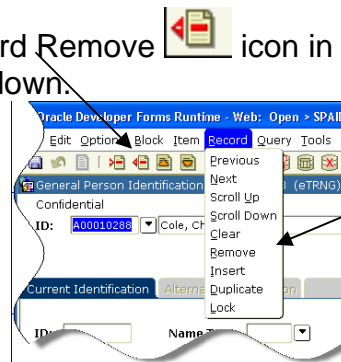 rd Remove icon in
down.
Oracle Developer Forms Runtime - Web: Open > SPAI
Edit Options Block Item Record Query Tools
Previous
Next
Scroll Up
Scroll Down
Clear
Remove
Insert
Duplicate
Lock
General Person Identification (eTRNG)
Confidential
ID: A00010288 Cole, Ch
Current Identification Alterna
ID: Name